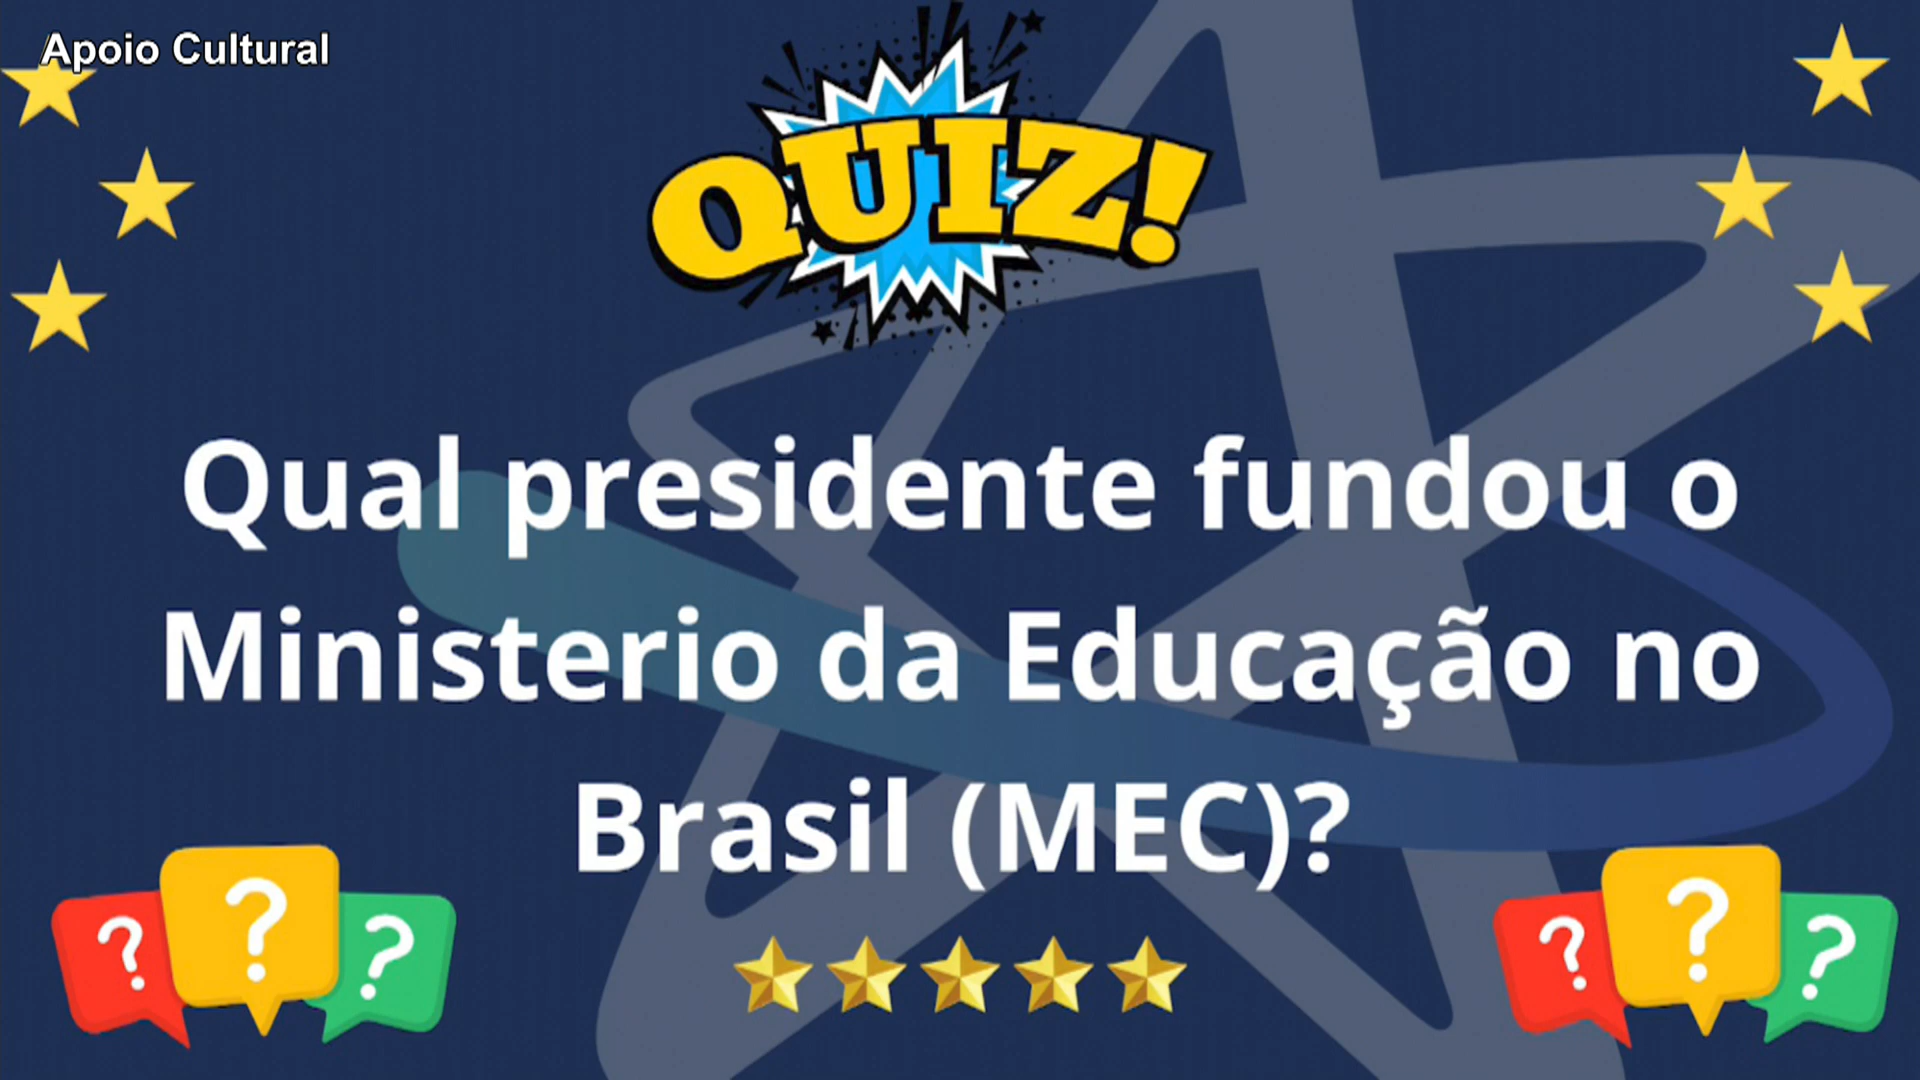 Apoio Cultural
QUIZ!
Qual presidente fundou o
Ministerio da Educação no
Brasil (MEC)?
? ? ? ? ? ?